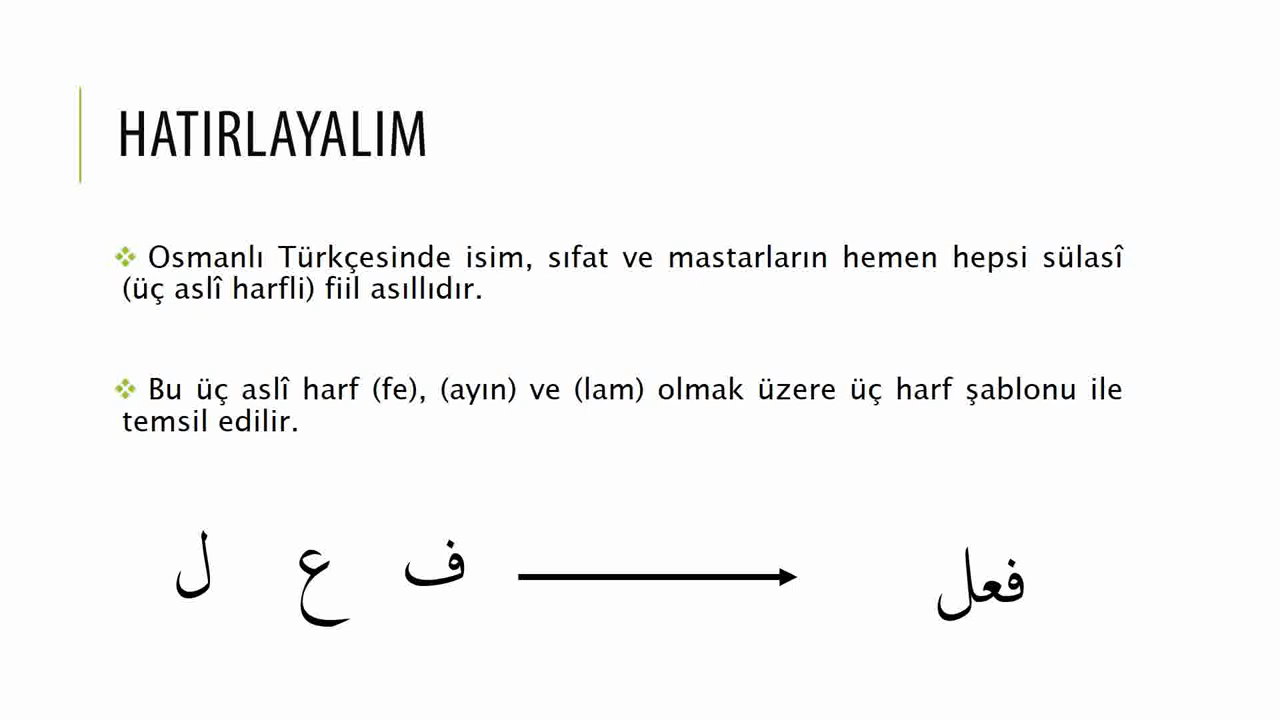 HATIRLAYALIM
❖ Osmanlı Türkçesinde isim, sıfat ve mastarların hemen hepsi sülasî
(üç aslî harfli) fiil asıllıdır.
❖ Bu üç aslî harf (fe), (ayın) ve (lam) olmak üzere üç harf şablonu ile
temsil edilir.
ف ع ل
فعل